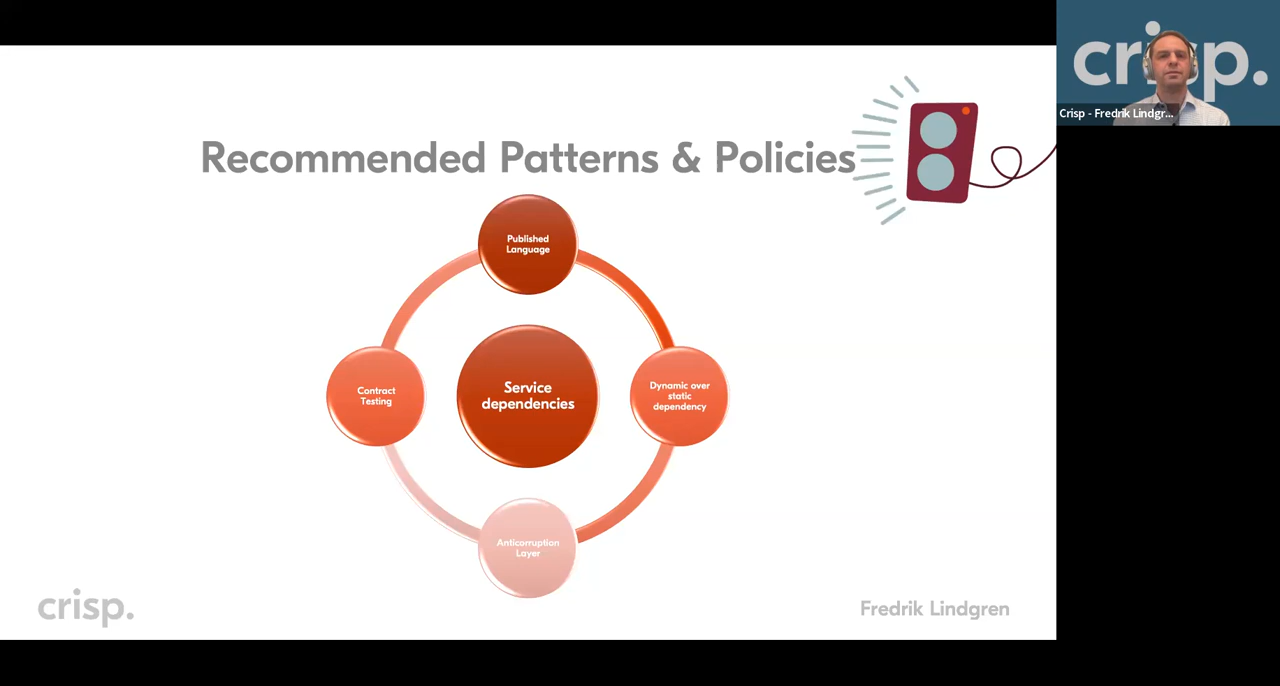 crisp.
Crisp - Fredrik Lindgr...
Recommended Patterns & Policies
Published
Language
Contract
Testing
Service
dependencies
Dynamic over
static
dependency
Anticorruption
Layer
crisp.
Fredrik Lindgren